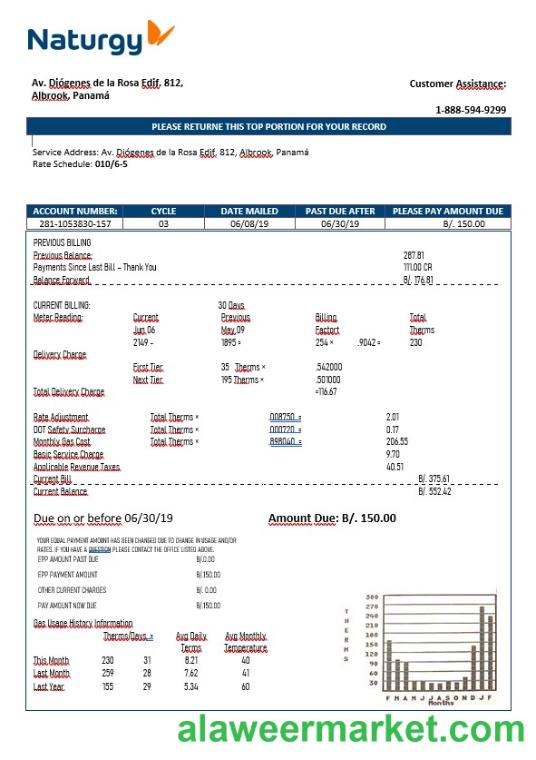 Naturgy
Av. Diógenes de la Rosa Edif. 812,
Albrook, Panamá
Customer Assistance:
1-888-594-9299
PLEASE RETURNE THIS TOP PORTION FOR YOUR RECORD
Service Address: Av. Diógenes de la Rosa Edif. 812, Albrook, Panamá
Rate Schedule: 010/6-5
ACCOUNT NUMBER: CYCLE DATE MAILED PAST DUE AFTER PLEASE PAY AMOUNT DUE
281-1053830-157 03 06/08/19 06/30/19 B/. 150.00
PREVIOUS BILLING
Previous Balance: 287.81
Payments Since Last Bill – Thank You 111.00 CR
Balance Forward B/. 176.81
CURRENT BILLING: 30 Days
Meter Reading: Current Previous Billing Total
Jun.06 May.09 Factort Therms
2149 - 1895 = 254 × .9042 = 230
Delivery Charge
First Tier 35 Therms × .542000
Next Tier 195 Therms × .501000
Total Delivery Charge =116.67
Rate Adjustment Total Therms × .008750 = 2.01
DOT Safety Surcharge Total Therms × .000720 = 0.17
Monthly Gas Cost Total Therms × .898040 = 206.55
Basic Service Charge 9.70
Applicable Revenue Taxes 40.51
Current Bill B/. 375.61
Current Balance B/. 552.42
Due on or before 06/30/19 Amount Due: B/. 150.00
YOUR EQUAL PAYMENT AMOUNT HAS BEEN CHANGED DUE TO CHANGE IN USAGE AND/OR
RATES. IF YOU HAVE A QUESTION PLEASE CONTACT THE OFFICE LISTED ABOVE.
EPP AMOUNT PAST DUE B/.0.00
EPP PAYMENT AMOUNT B/.150.00
OTHER CURRENT CHARGES B/. 0.00
PAY AMOUNT NOW DUE B/.150.00
Gas Usage History Information
Therms/Days = Avg Daily Avg Monthly
Terms Temperature
This Month 230 31 8.21 40
Last Month 259 28 7.62 41
Last Year 155 29 5.34 60
THERMS
300
270
240
210
180
150
120
90
60
30
F M A M J J A S O N D J F
Months
alaweermarket.com